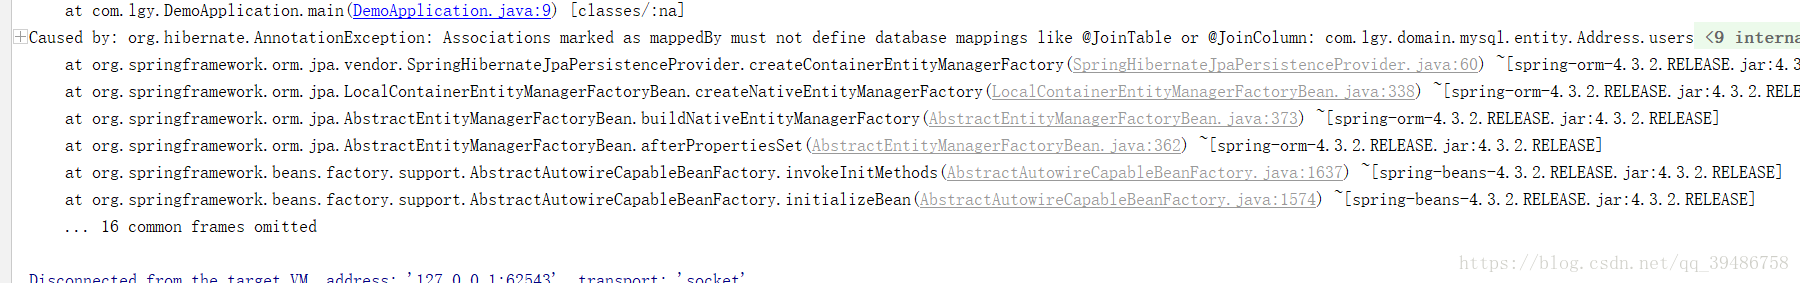 at com.lgy.DemoApplication.main(DemoApplication.java:9) [classes/:na]
Caused by: org.hibernate.AnnotationException: Associations marked as mappedBy must not define database mappings like @JoinTable or @JoinColumn: com.lgy.domain.mysql.entity.Address.users <9 interna
at org.springframework.orm.jpa.vendor.SpringHibernateJpaPersistenceProvider.createContainerEntityManagerFactory(SpringHibernateJpaPersistenceProvider.java:60) ~[spring-orm-4.3.2.RELEASE.jar:4.3.
at org.springframework.orm.jpa.LocalContainerEntityManagerFactoryBean.createNativeEntityManagerFactory(LocalContainerEntityManagerFactoryBean.java:338) ~[spring-orm-4.3.2.RELEASE.jar:4.3.2.RELE
at org.springframework.orm.jpa.AbstractEntityManagerFactoryBean.buildNativeEntityManagerFactory(AbstractEntityManagerFactoryBean.java:373) ~[spring-orm-4.3.2.RELEASE.jar:4.3.2.RELEASE]
at org.springframework.orm.jpa.AbstractEntityManagerFactoryBean.afterPropertiesSet(AbstractEntityManagerFactoryBean.java:362) ~[spring-orm-4.3.2.RELEASE.jar:4.3.2.RELEASE]
at org.springframework.beans.factory.support.AbstractAutowireCapableBeanFactory.invokeInitMethods(AbstractAutowireCapableBeanFactory.java:1637) ~[spring-beans-4.3.2.RELEASE.jar:4.3.2.RELEASE]
at org.springframework.beans.factory.support.AbstractAutowireCapableBeanFactory.initializeBean(AbstractAutowireCapableBeanFactory.java:1574) ~[spring-beans-4.3.2.RELEASE.jar:4.3.2.RELEASE]
... 16 common frames omitted
Disconnected from the target VM, address: '127.0.0.1:62543', transport: 'socket'
https://blog.csdn.net/qq_39486758